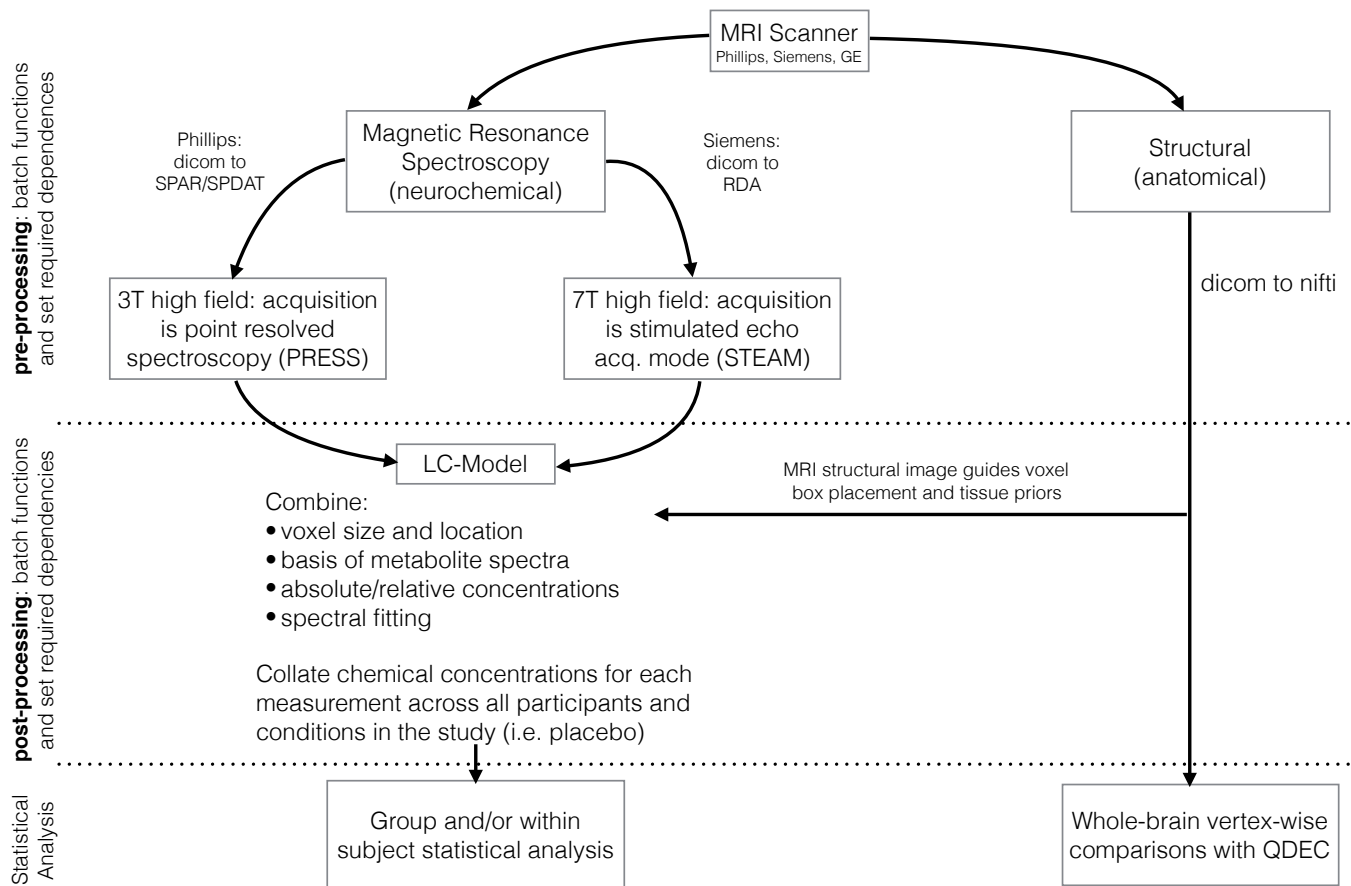 MRI Scanner
Phillips, Siemens, GE
pre-processing: batch functions
and set required dependences
Phillips:
dicom to
SPAR/SPDAT
Magnetic Resonance
Spectroscopy
(neurochemical)
Siemens:
dicom to
RDA
Structural
(anatomical)
3T high field: acquisition
is point resolved
spectroscopy (PRESS)
7T high field: acquisition
is stimulated echo
acq. mode (STEAM)
dicom to nifti
post-processing: batch functions
and set required dependencies
LC-Model
MRI structural image guides voxel
box placement and tissue priors
Combine:
• voxel size and location
• basis of metabolite spectra
• absolute/relative concentrations
• spectral fitting
Collate chemical concentrations for each
measurement across all participants and
conditions in the study (i.e. placebo)
Statistical
Analysis
Group and/or within
subject statistical analysis
Whole-brain vertex-wise
comparisons with QDEC